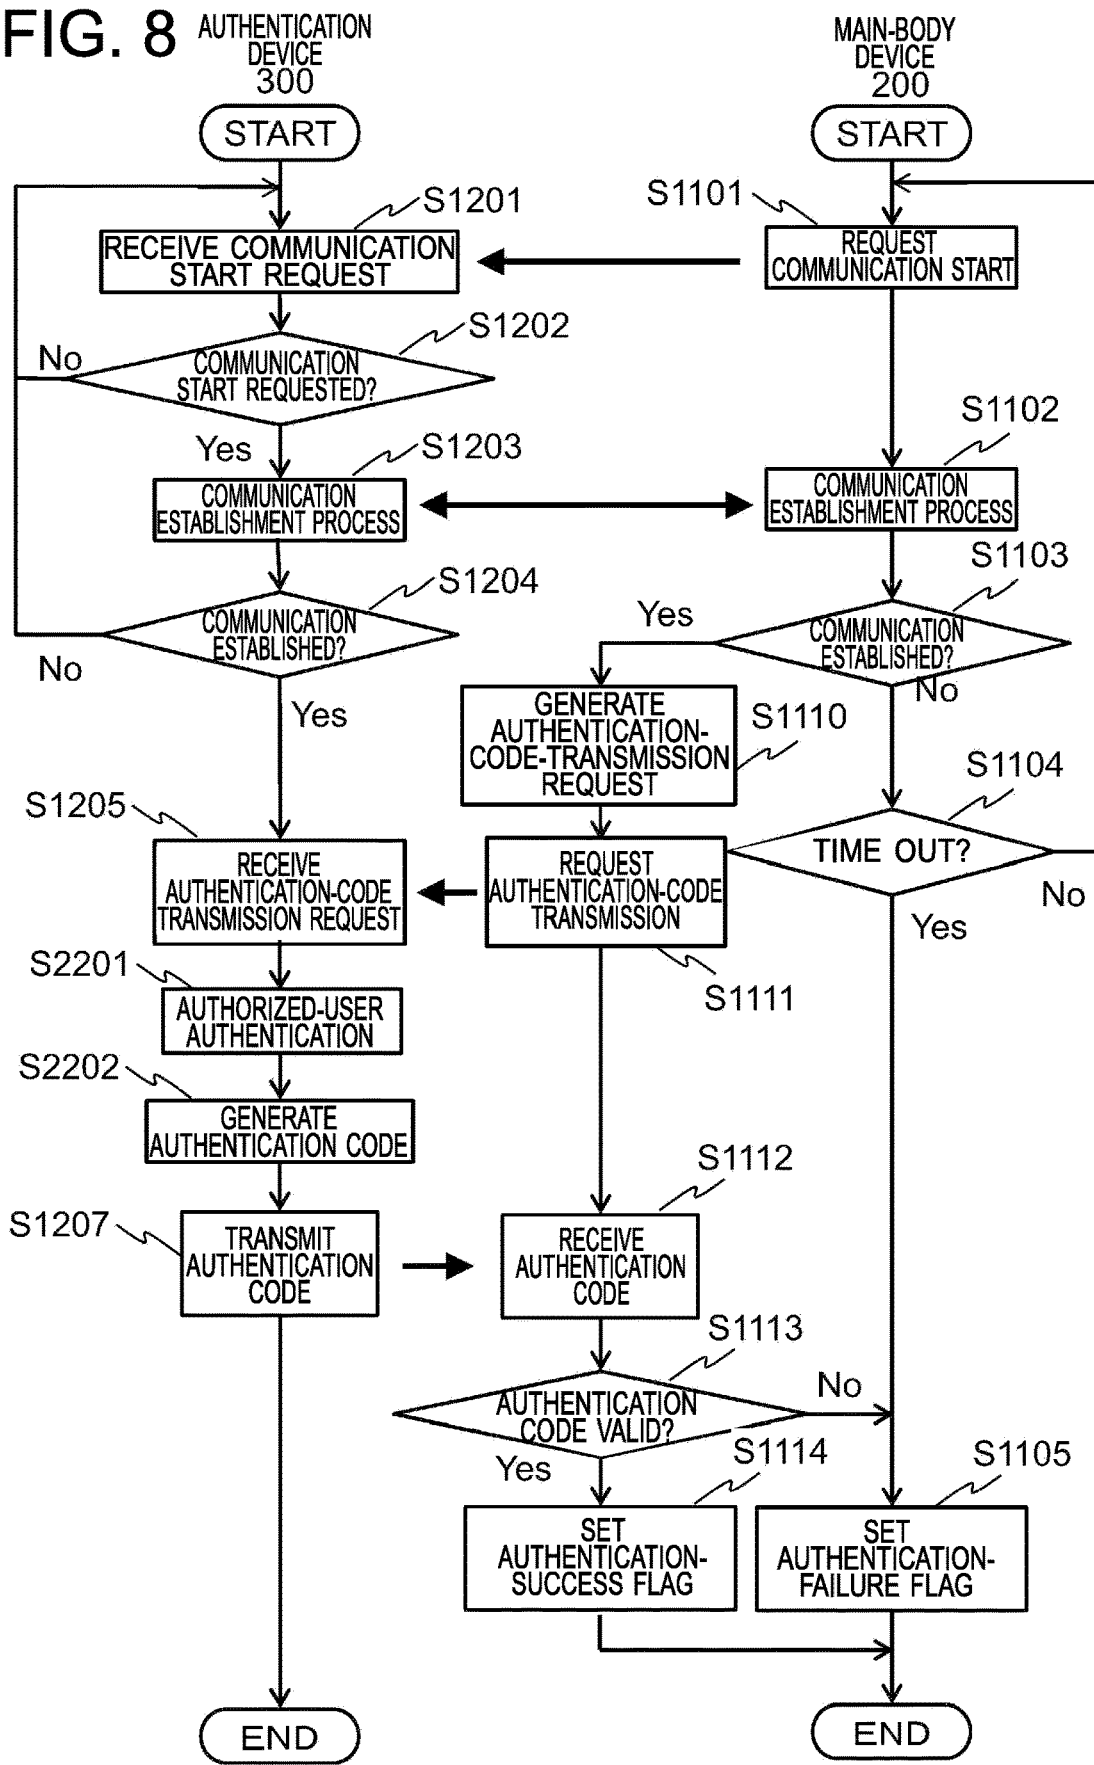 FIG. 8
AUTHENTICATION
DEVICE
300
MAIN-BODY
DEVICE
200
START
START
S1201
S1101
RECEIVE COMMUNICATION
START REQUEST
REQUEST
COMMUNICATION START
S1202
No
COMMUNICATION
START REQUESTED?
Yes
S1203
S1102
COMMUNICATION
ESTABLISHMENT PROCESS
COMMUNICATION
ESTABLISHMENT PROCESS
S1204
S1103
COMMUNICATION
ESTABLISHED?
No
Yes
Yes
COMMUNICATION
ESTABLISHED?
No
GENERATE
AUTHENTICATION-
CODE-TRANSMISSION
REQUEST
S1110
S1104
TIME OUT?
No
Yes
S1205
RECEIVE
AUTHENTICATION-CODE
TRANSMISSION REQUEST
REQUEST
AUTHENTICATION-CODE
TRANSMISSION
S1111
S2201
AUTHORIZED-USER
AUTHENTICATION
S2202
GENERATE
AUTHENTICATION CODE
S1207
TRANSMIT
AUTHENTICATION
CODE
S1112
RECEIVE
AUTHENTICATION
CODE
S1113
AUTHENTICATION
CODE VALID?
No
Yes
S1114
S1105
SET
AUTHENTICATION-
SUCCESS FLAG
SET
AUTHENTICATION-
FAILURE FLAG
END
END